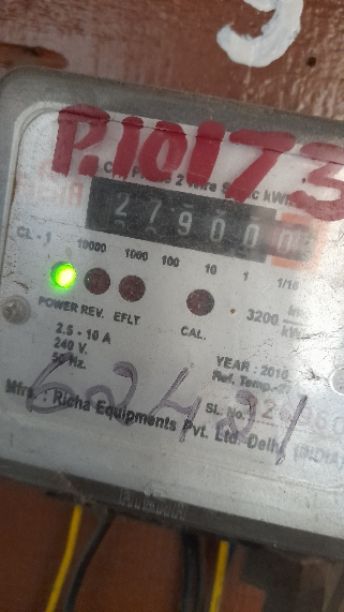 P.10173
2 Wire
27900
CL - 1 10000 1000 100 10 1 1/10
POWER REV. EFLT CAL.
3200
2.5 - 10 A
240 V.
50 Hz.
YEAR : 2010
Ref. Temp.-
SL. No.
62421
Mfrs : Richa Equipments Pvt. Ltd. Delhi (INDIA)